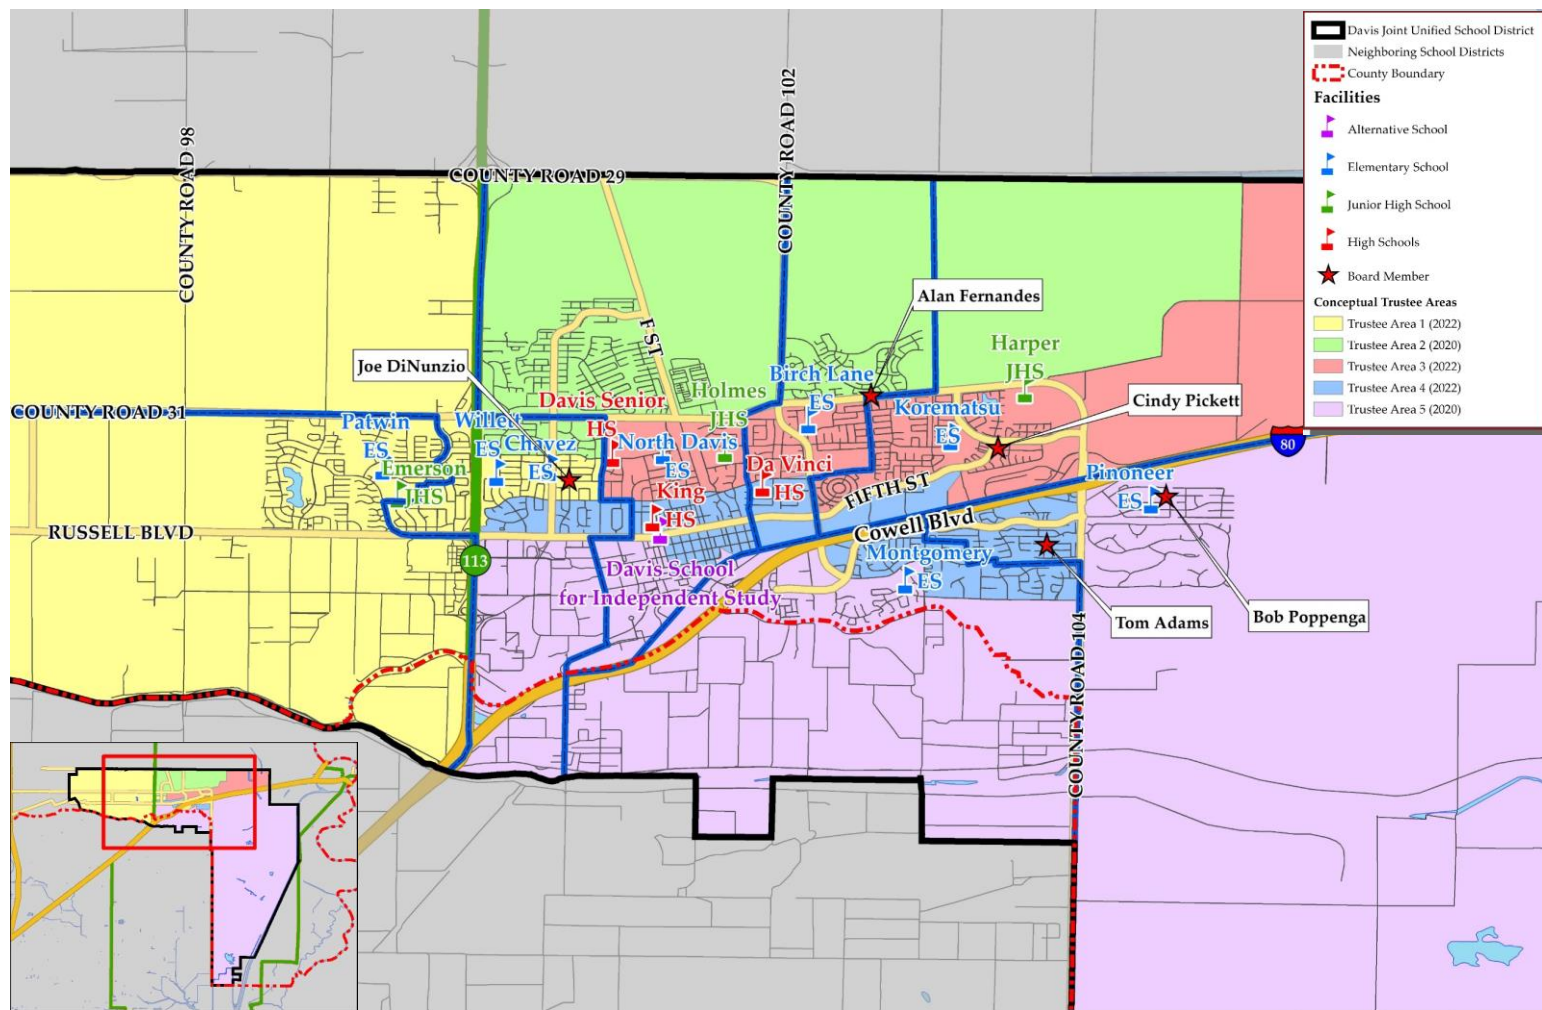 Davis Joint Unified School District
Neighboring School Districts
County Boundary
Facilities
Alternative School
Elementary School
Junior High School
High Schools
Board Member
Conceptual Trustee Areas
Trustee Area 1 (2022)
Trustee Area 2 (2020)
Trustee Area 3 (2022)
Trustee Area 4 (2022)
Trustee Area 5 (2020)
COUNTY ROAD 98
COUNTY ROAD 29
COUNTY ROAD 102
F ST
Alan Fernandes
Joe DiNunzio
Harper
JHS
Birch Lane
ES
Holmes
JHS
Cindy Pickett
COUNTY ROAD 31
Patwin
ES
Willett
ES
Chavez
ES
Davis Senior
HS
North Davis
ES
Korematsu
ES
80
Emerson
JHS
Da Vinci
HS
King
HS
FIFTH ST
Pinoneer
ES
RUSSELL BLVD
Cowell Blvd
113
Davis School
for Independent Study
Montgomery
ES
Tom Adams
Bob Poppenga
COUNTY ROAD 104